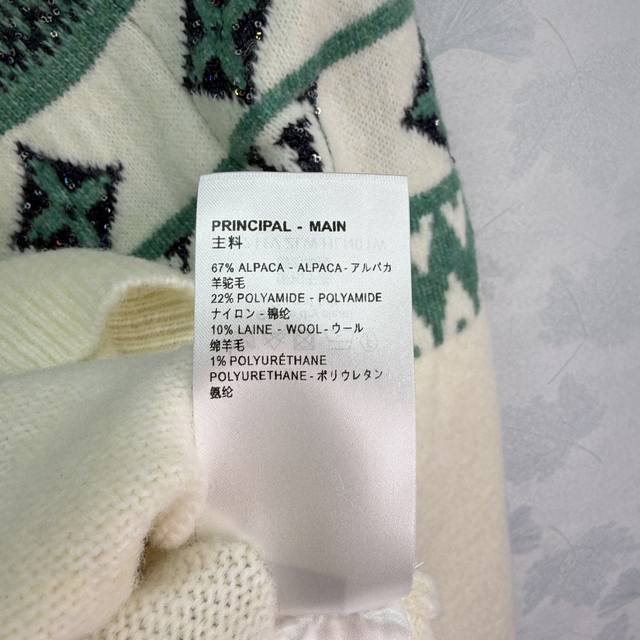 PRINCIPAL - MAIN
主料
67% ALPACA - ALPACA - アルパカ
羊驼毛
22% POLYAMIDE - POLYAMIDE
ナイロン - 锦纶
10% LAINE - WOOL - ウール
绵羊毛
1% POLYURÉTHANE
POLYURETHANE - ポリウレタン
氨纶